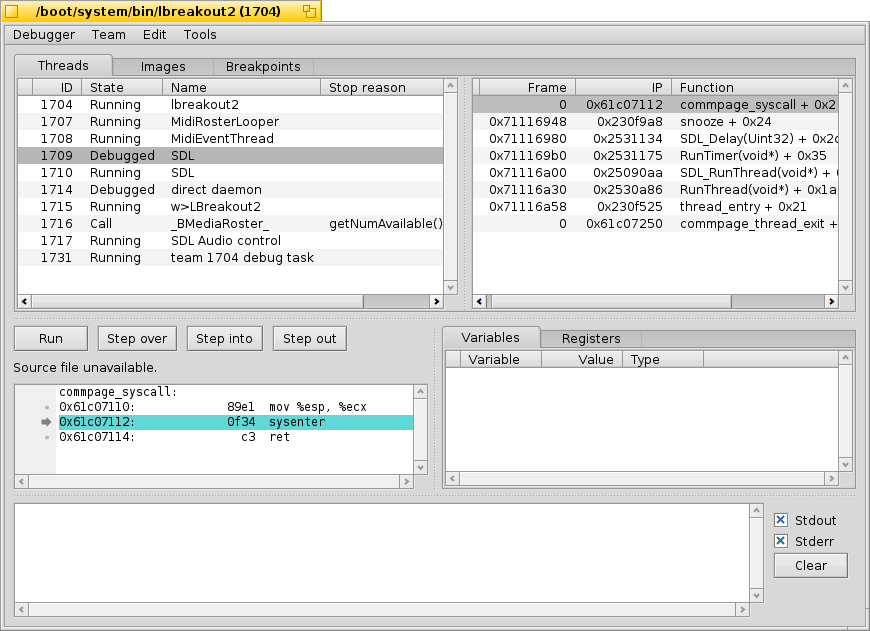 /boot/system/bin/lbreakout2 (1704)
Debugger Team Edit Tools
Threads Images Breakpoints
ID State Name Stop reason
1704 Running lbreakout2
1707 Running MidiRosterLooper
1708 Running MidiEventThread
1709 Debugged SDL
1710 Running SDL
1714 Debugged direct daemon
1715 Running w>LBreakout2
1716 Call _BMediaRoster_ getNumAvailable()
1717 Running SDL Audio control
1731 Running team 1704 debug task
Frame IP Function
0 0x61c07112 commpage_syscall + 0x2
0x71116948 0x230f9a8 snooze + 0x24
0x71116980 0x2531134 SDL_Delay(Uint32) + 0x2c
0x711169b0 0x2531175 RunTimer(void*) + 0x35
0x71116a00 0x25090aa SDL_RunThread(void*) +
0x71116a30 0x2530a86 RunThread(void*) + 0x1a
0x71116a58 0x230f525 thread_entry + 0x21
0 0x61c07250 commpage_thread_exit +
Run Step over Step into Step out
Source file unavailable.
commpage_syscall:
0x61c07110: 89e1 mov %esp, %ecx
0x61c07112: 0f34 sysenter
0x61c07114: c3 ret
Variables Registers
Variable Value Type
Stdout
Stderr
Clear